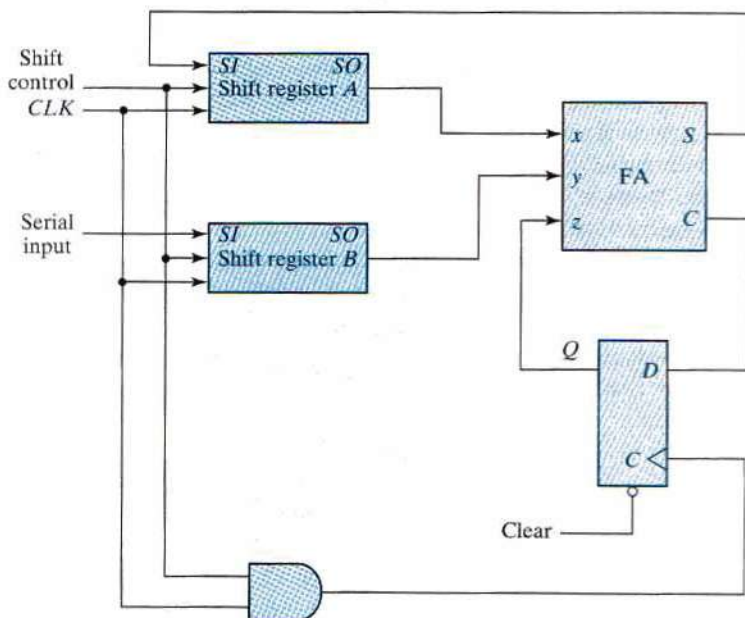 Shift
control
CLK
SI SO
Shift register A
Serial
input
SI SO
Shift register B
x S
y FA
z C
Q
D
C
Clear